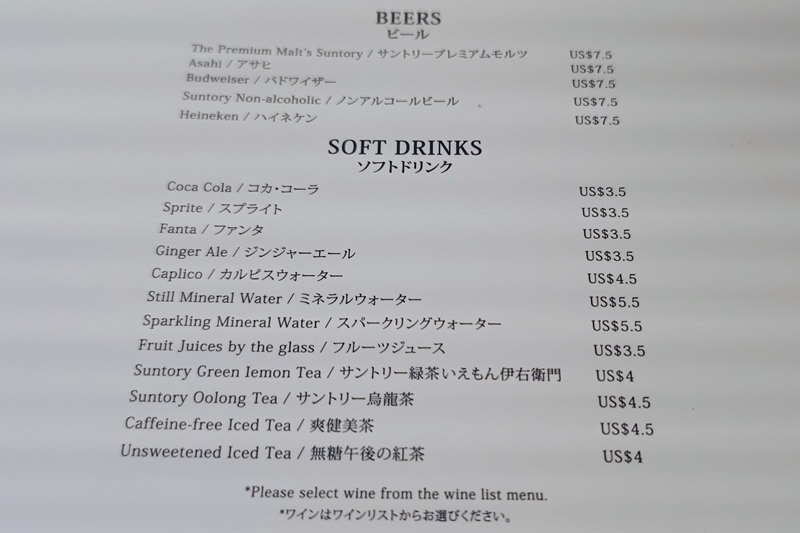 BEERS
ビール
The Premium Malt's Suntory / サントリープレミアムモルツ US$7.5
Asahi / アサヒ US$7.5
Budweiser / バドワイザー US$7.5
Suntory Non-alcoholic / ノンアルコールビール US$7.5
Heineken / ハイネケン US$7.5
SOFT DRINKS
ソフトドリンク
Coca Cola / コカ・コーラ US$3.5
Sprite / スプライト US$3.5
Fanta / ファンタ US$3.5
Ginger Ale / ジンジャーエール US$3.5
Caplico / カルピスウォーター US$4.5
Still Mineral Water / ミネラルウォーター US$5.5
Sparkling Mineral Water / スパークリングウォーター US$5.5
Fruit Juices by the glass / フルーツジュース US$3.5
Suntory Green Iemon Tea / サントリー緑茶いえもん伊右衛門 US$4
Suntory Oolong Tea / サントリー烏龍茶 US$4.5
Caffeine-free Iced Tea / 爽健美茶 US$4.5
Unsweetened Iced Tea / 無糖午後の紅茶 US$4
*Please select wine from the wine list menu.
*ワインはワインリストからお選びください。